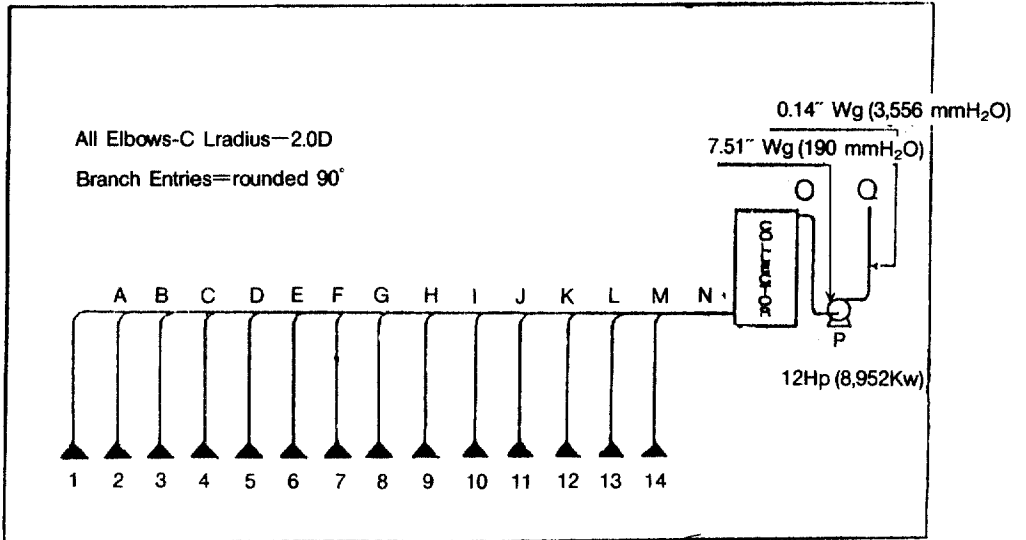 0.14″ Wg (3,556 mmH₂O)
All Elbows-C Lradius—2.0D
7.51″ Wg (190 mmH₂O)
Branch Entries=rounded 90°
O Q
COLLECTOR
A B C D E F G H I J K L M N
P
12Hp (8,952Kw)
1 2 3 4 5 6 7 8 9 10 11 12 13 14